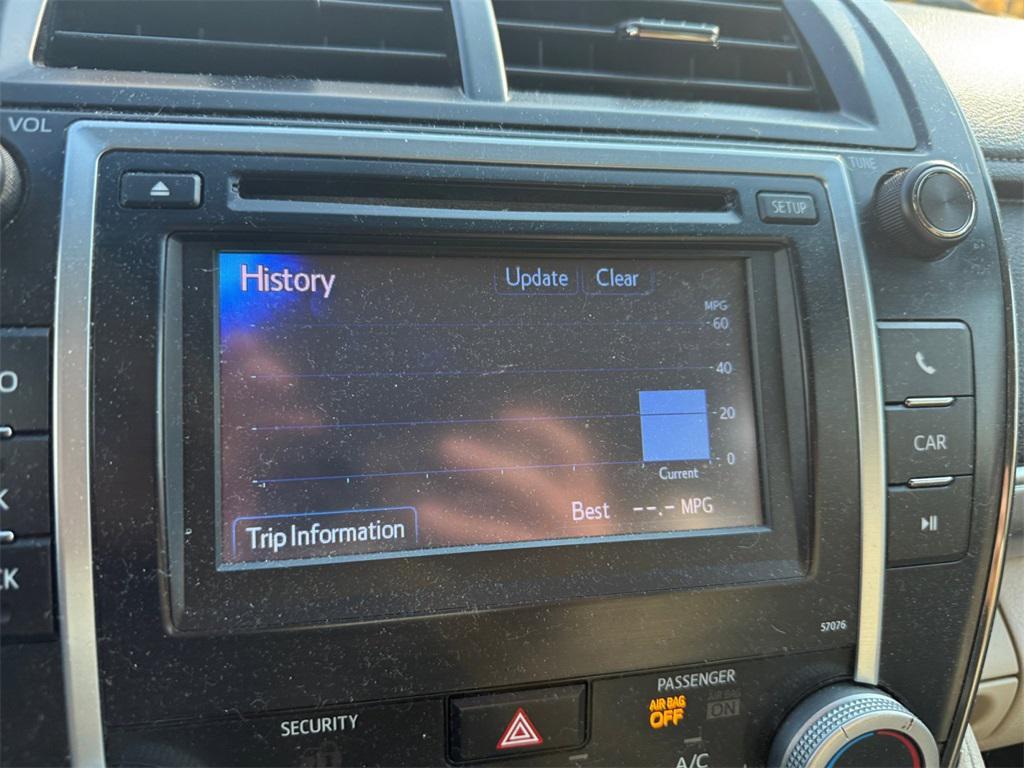 VOL
TUNE
SETUP
History Update Clear
MPG
60
40
20
0
Current
Best --.- MPG
Trip Information
CAR
57076
PASSENGER
AIR BAG OFF
AIR BAG ON
SECURITY
A/C